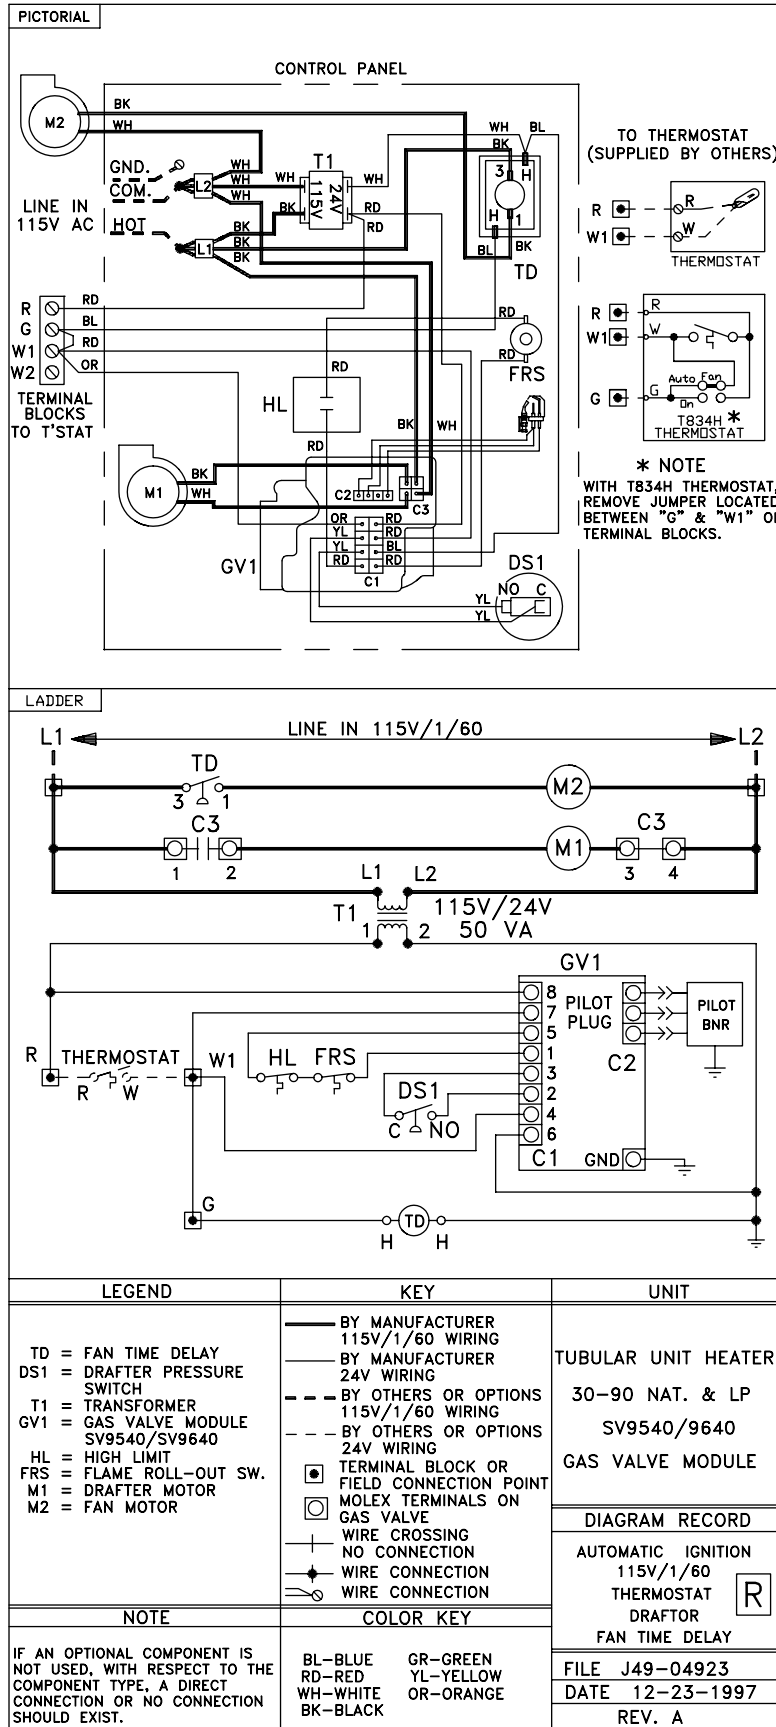 PICTORIAL
CONTROL PANEL
M2
BK
WH
GND.
COM.
LINE IN
115V AC
HOT
L2
WH
WH
WH
WH
T1
115V
24V
WH
RD
RD
L1
BK
BK
BK
BK
WH
BL
BK
3
H
H
1
BL
BK
TD
TO THERMOSTAT
(SUPPLIED BY OTHERS)
R
W1
R
W
THERMOSTAT
R
G
W1
W2
RD
BL
RD
OR
TERMINAL
BLOCKS
TO T'STAT
RD
HL
RD
RD
RD
FRS
R
W1
G
R
W
G
Auto
Fan
On
T834H *
THERMOSTAT
* NOTE
WITH T834H THERMOSTAT,
REMOVE JUMPER LOCATED
BETWEEN "G" & "W1" O
TERMINAL BLOCKS.
BK
WH
M1
BK
WH
C2
C3
GV1
OR
YL
YL
RD
RD
RD
BL
RD
C1
DS1
NO C
YL
YL
LADDER
L1
LINE IN 115V/1/60
L2
TD
3
1
M2
C3
1
2
M1
C3
3
4
L1
L2
T1
115V/24V
1
2
50 VA
GV1
8
7
5
1
3
2
4
6
PILOT
PLUG
PILOT
BNR
C2
R
THERMOSTAT
W1
R
W
HL
FRS
DS1
C
NO
C1
GND
G
TD
H
H
LEGEND
TD = FAN TIME DELAY
DS1 = DRAFTER PRESSURE
SWITCH
T1 = TRANSFORMER
GV1 = GAS VALVE MODULE
SV9540/SV9640
HL = HIGH LIMIT
FRS = FLAME ROLL-OUT SW.
M1 = DRAFTER MOTOR
M2 = FAN MOTOR
KEY
BY MANUFACTURER
115V/1/60 WIRING
BY MANUFACTURER
24V WIRING
BY OTHERS OR OPTIONS
115V/1/60 WIRING
BY OTHERS OR OPTIONS
24V WIRING
TERMINAL BLOCK OR
FIELD CONNECTION POINT
MOLEX TERMINALS ON
GAS VALVE
WIRE CROSSING
NO CONNECTION
WIRE CONNECTION
WIRE CONNECTION
UNIT
TUBULAR UNIT HEATER
30-90 NAT. & LP
SV9540/9640
GAS VALVE MODULE
DIAGRAM RECORD
AUTOMATIC IGNITION
115V/1/60
THERMOSTAT
DRAFTOR
FAN TIME DELAY
R
NOTE
IF AN OPTIONAL COMPONENT IS
NOT USED, WITH RESPECT TO THE
COMPONENT TYPE, A DIRECT
CONNECTION OR NO CONNECTION
SHOULD EXIST.
COLOR KEY
BL-BLUE GR-GREEN
RD-RED YL-YELLOW
WH-WHITE OR-ORANGE
BK-BLACK
FILE J49-04923
DATE 12-23-1997
REV. A